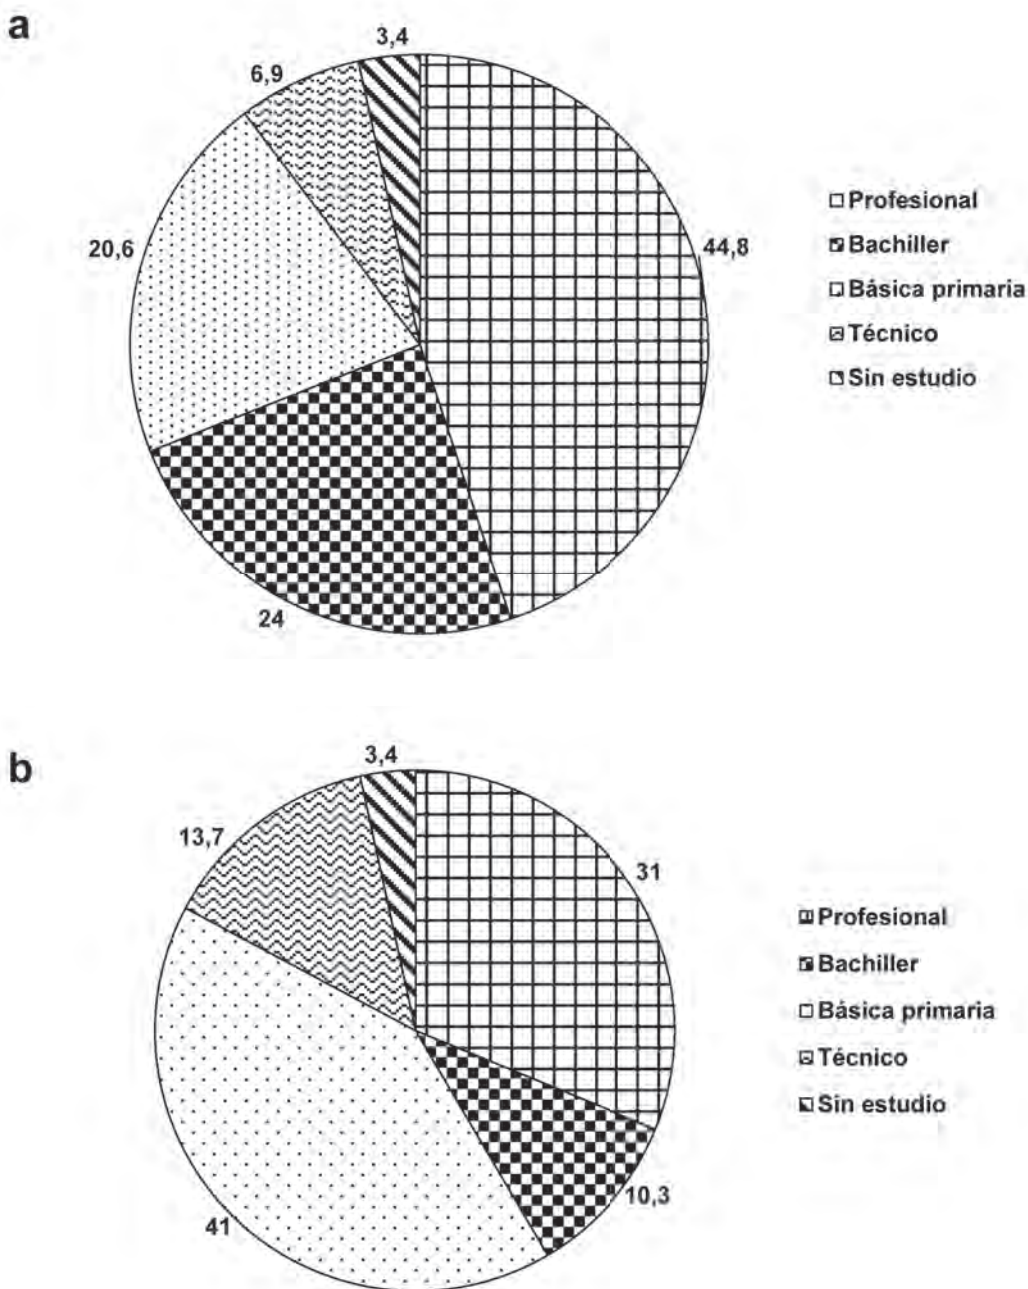 a
3,4
6,9
20,6
44,8
24
Profesional
Bachiller
Básica primaria
Técnico
Sin estudio
b
3,4
13,7
31
10,3
41
Profesional
Bachiller
Básica primaria
Técnico
Sin estudio